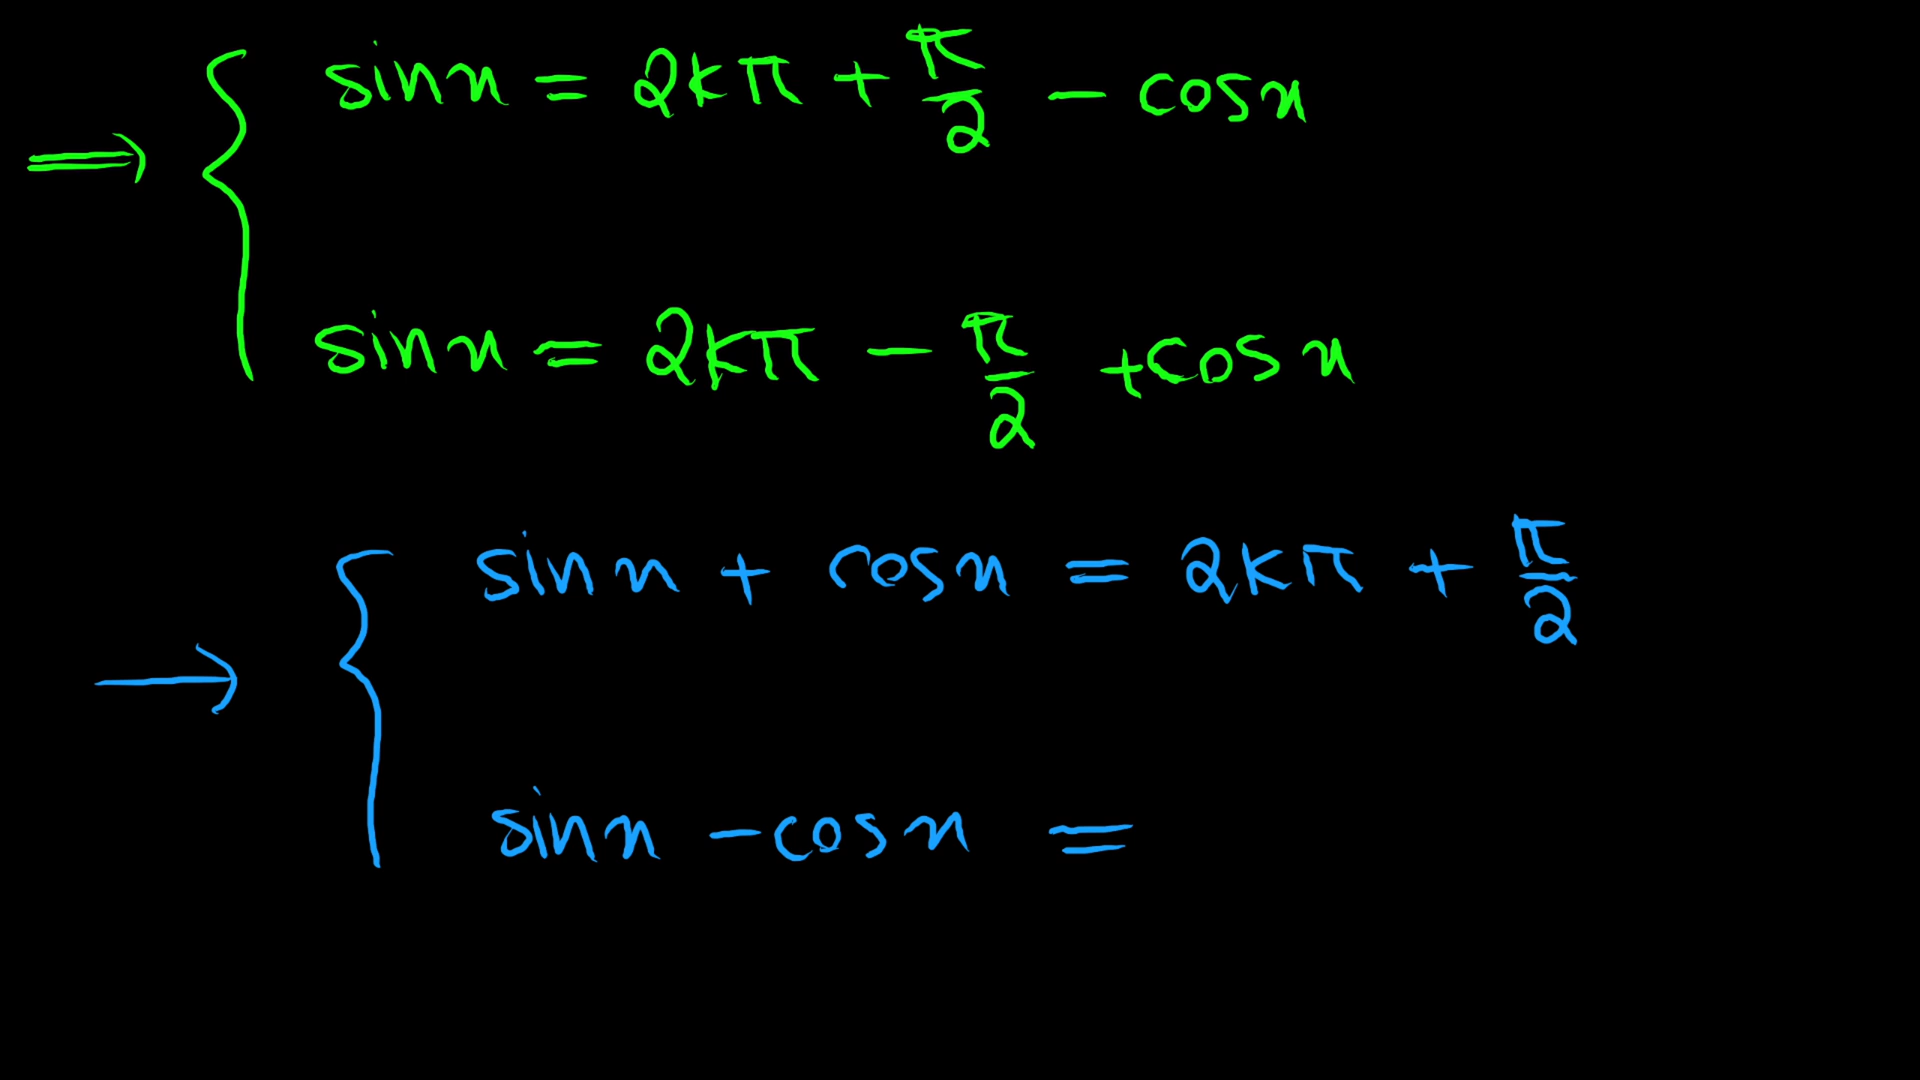 ⟹ { sinx = 2kπ + π/2 - cosx
sinx = 2kπ - π/2 + cosx
→ { sinx + cosx = 2kπ + π/2
sinx - cosx =